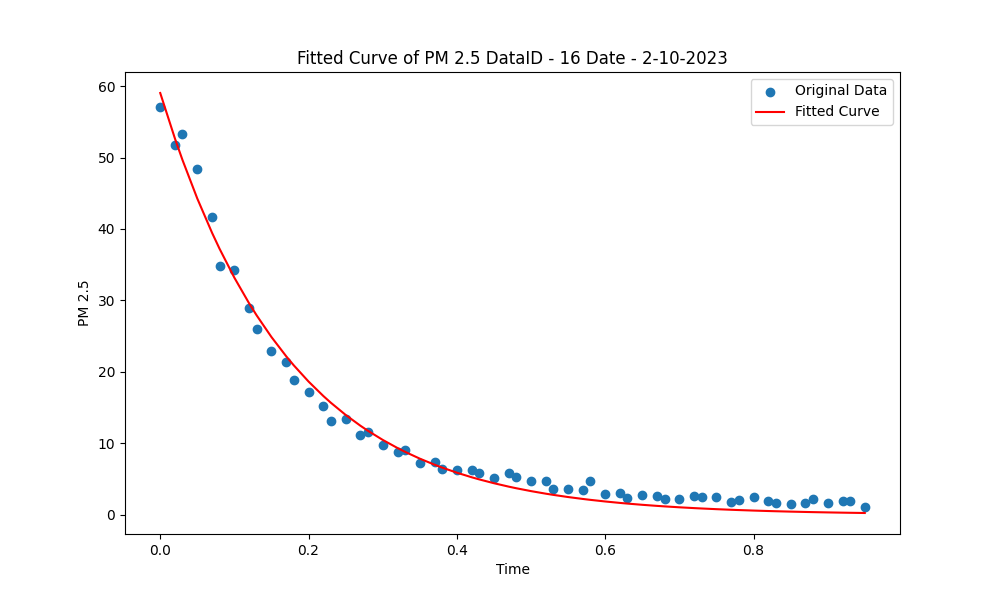 Fitted Curve of PM 2.5 DataID - 16 Date - 2-10-2023
Original Data
Fitted Curve
60
50
40
30
20
10
0
PM 2.5
0.0 0.2 0.4 0.6 0.8
Time